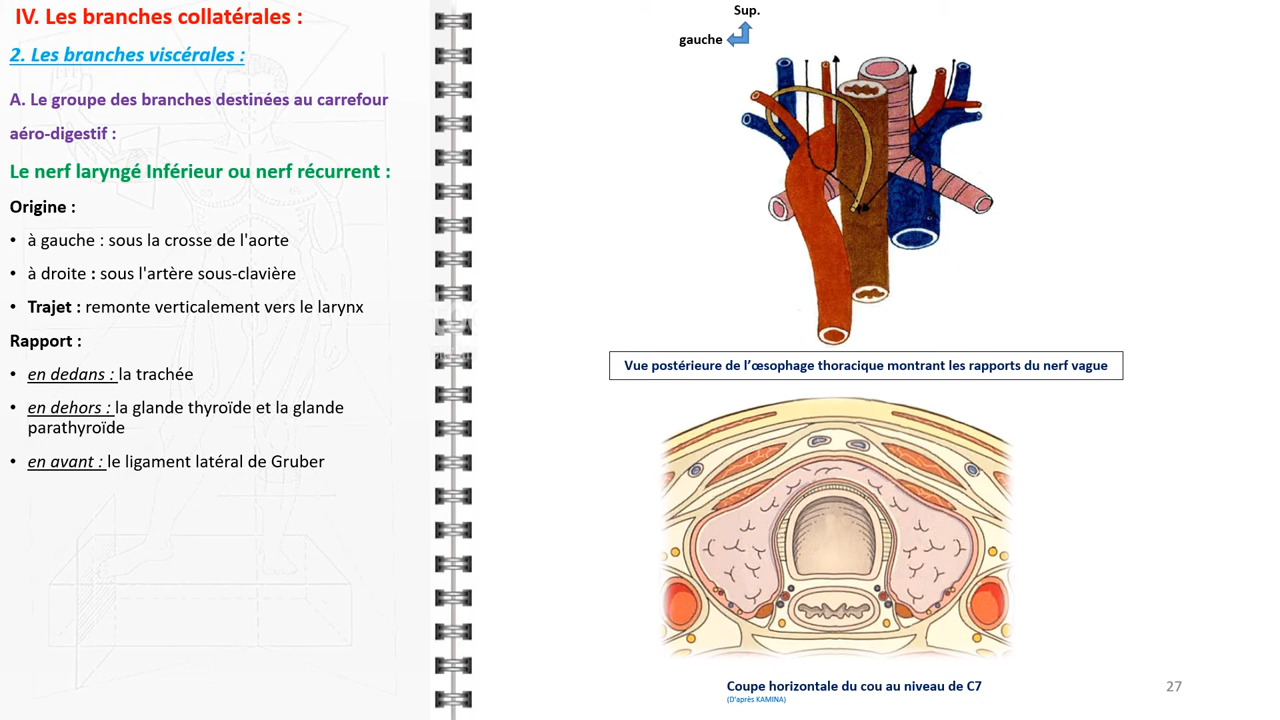 IV. Les branches collatérales :
2. Les branches viscérales :
A. Le groupe des branches destinées au carrefour
aéro-digestif :
Le nerf laryngé Inférieur ou nerf récurrent :
Origine :
• à gauche : sous la crosse de l'aorte
• à droite : sous l'artère sous-clavière
• Trajet : remonte verticalement vers le larynx
Rapport :
• en dedans : la trachée
• en dehors : la glande thyroïde et la glande
parathyroïde
• en avant : le ligament latéral de Gruber
Sup.
gauche
Vue postérieure de l’œsophage thoracique montrant les rapports du nerf vague
Coupe horizontale du cou au niveau de C7
(D'après KAMINA)
27